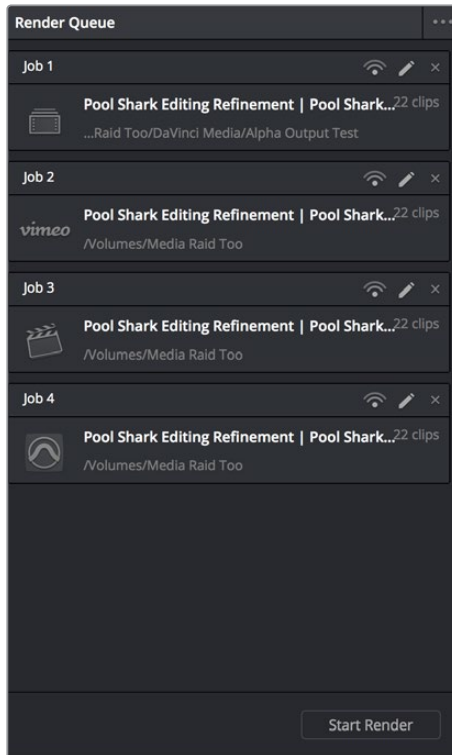 Render Queue
Job 1
Pool Shark Editing Refinement | Pool Shark... 22 clips
...Raid Too/DaVinci Media/Alpha Output Test
Job 2
vimeo
Pool Shark Editing Refinement | Pool Shark... 22 clips
/Volumes/Media Raid Too
Job 3
Pool Shark Editing Refinement | Pool Shark... 22 clips
/Volumes/Media Raid Too
Job 4
Pool Shark Editing Refinement | Pool Shark... 22 clips
/Volumes/Media Raid Too
Start Render